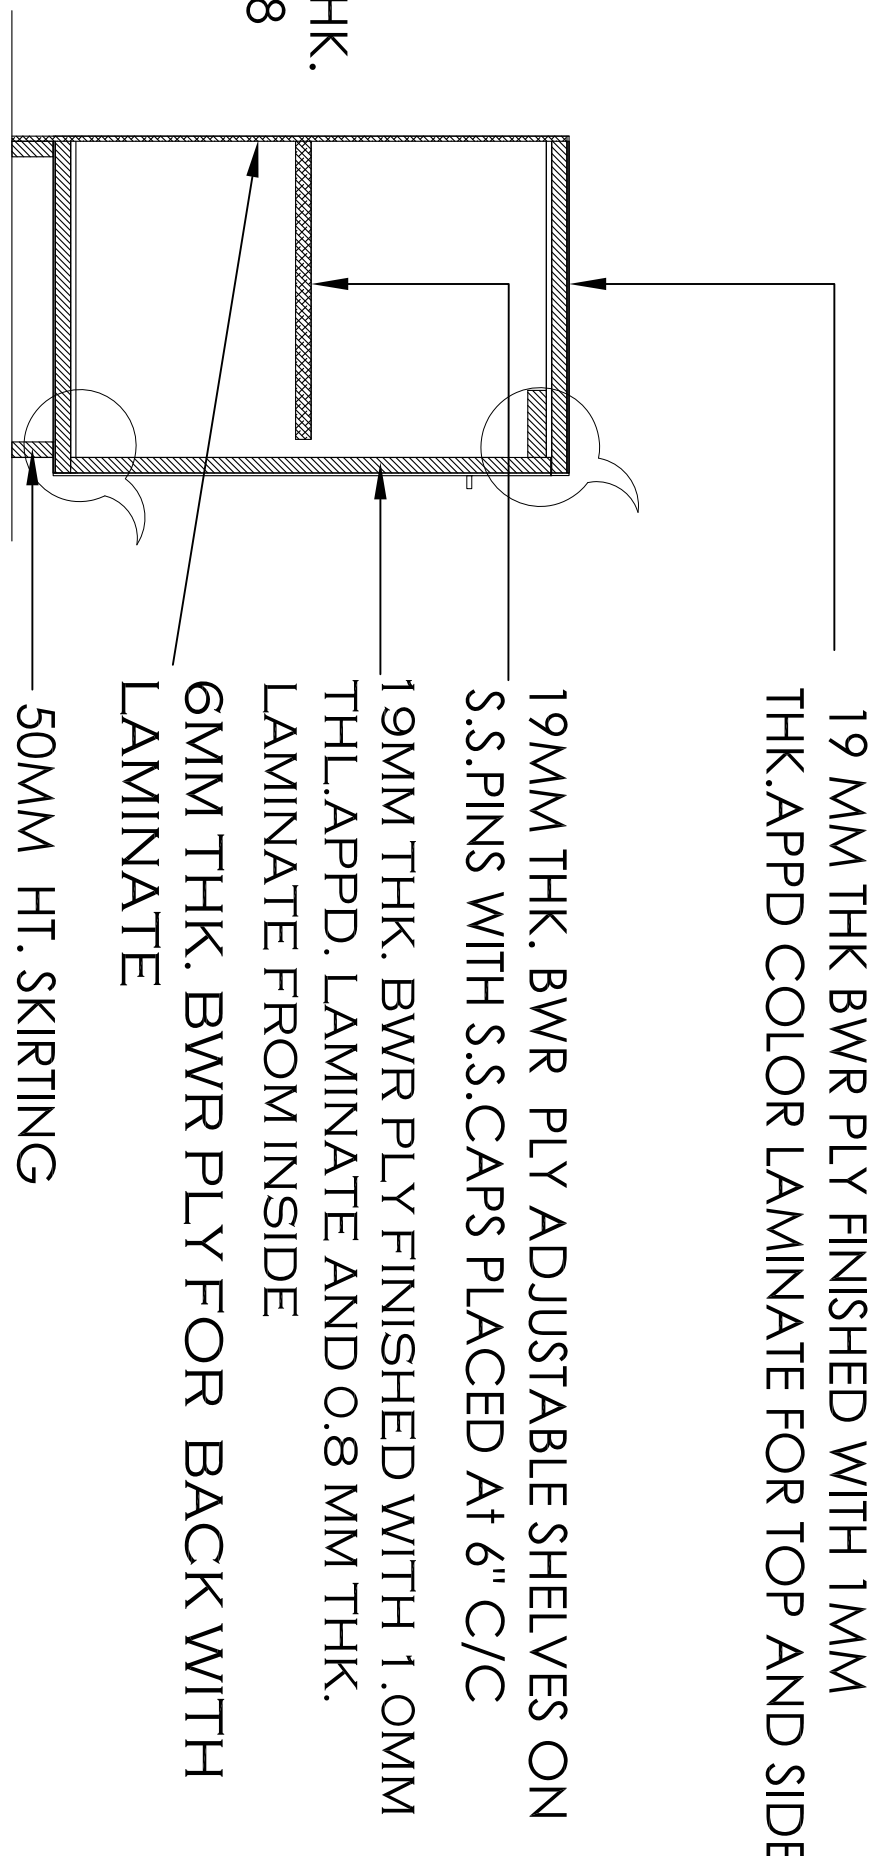 HK.
8
19 MM THK BWR PLY FINISHED WITH 1MM
THK.APPD COLOR LAMINATE FOR TOP AND SIDE
19MM THK. BWR PLY ADJUSTABLE SHELVES ON
S.S.PINS WITH S.S.CAPS PLACED At 6" C/C
19MM THK. BWR PLY FINISHED WITH 1.0MM
THL.APPD. LAMINATE AND 0.8 MM THK.
LAMINATE FROM INSIDE
6MM THK. BWR PLY FOR BACK WITH
LAMINATE
50MM HT. SKIRTING